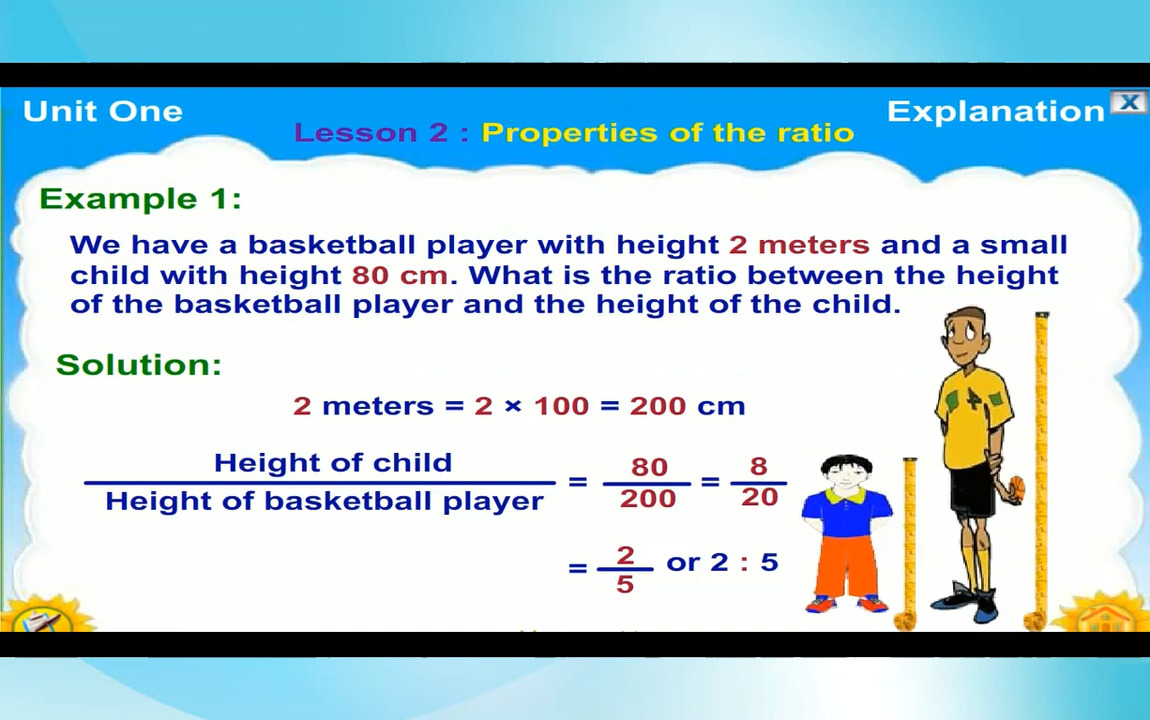 Unit One
Explanation X
Lesson 2 : Properties of the ratio
Example 1:
We have a basketball player with height 2 meters and a small
child with height 80 cm. What is the ratio between the height
of the basketball player and the height of the child.
Solution:
2 meters = 2 × 100 = 200 cm
Height of child
Height of basketball player
= 80/200 = 8/20
= 2/5 or 2 : 5